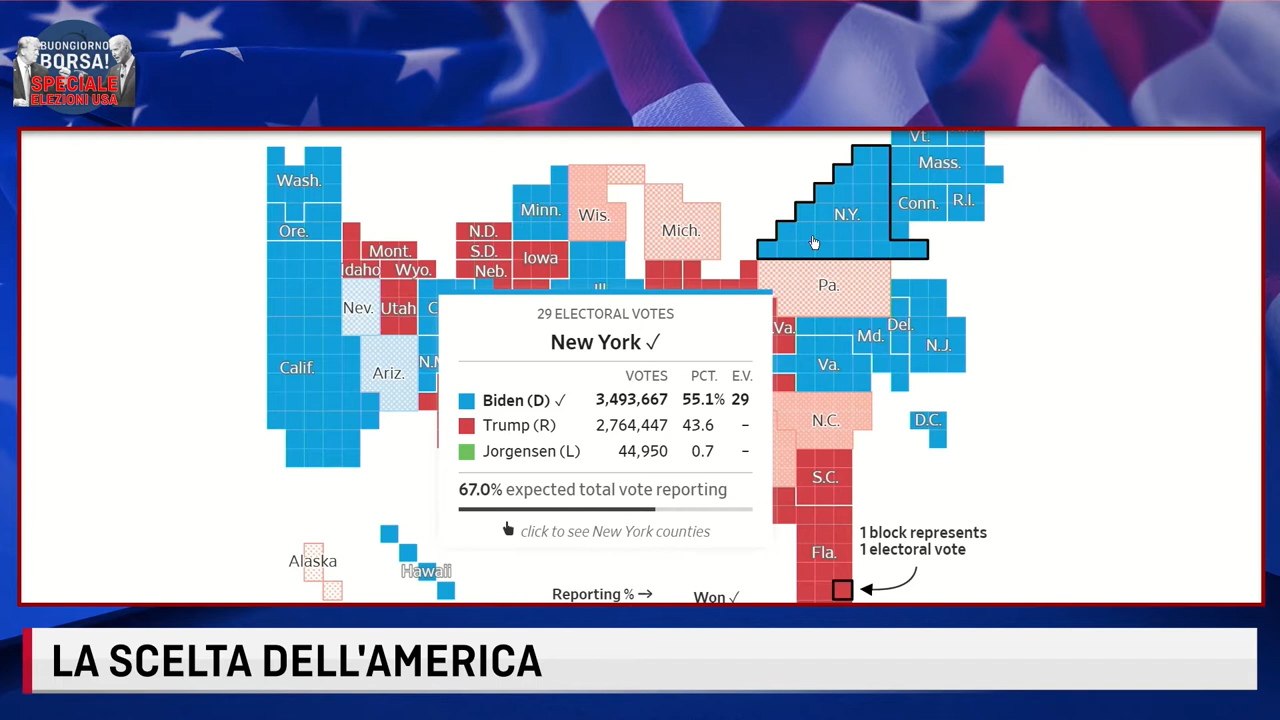 BUONGIORNO
BORSA!
SPECIALE
ELEZIONI USA
Vt.
Wash.
Mass.
Minn.
Wis.
N.Y.
Conn.
R.I.
Ore.
N.D.
Mich.
Mont.
S.D.
Iowa
Idaho
Wyo.
Neb.
Pa.
Ill.
Nev.
Utah
C
Va.
Md.
Del.
N.J.
Calif.
Ariz.
N.M
Va.
N.C.
D.C.
S.C.
Fla.
Alaska
Hawaii
29 ELECTORAL VOTES
New York ✓
VOTES PCT. E.V.
Biden (D) ✓ 3,493,667 55.1% 29
Trump (R) 2,764,447 43.6 –
Jorgensen (L) 44,950 0.7 –
67.0% expected total vote reporting
click to see New York counties
1 block represents
1 electoral vote
Reporting % → Won ✓
LA SCELTA DELL'AMERICA